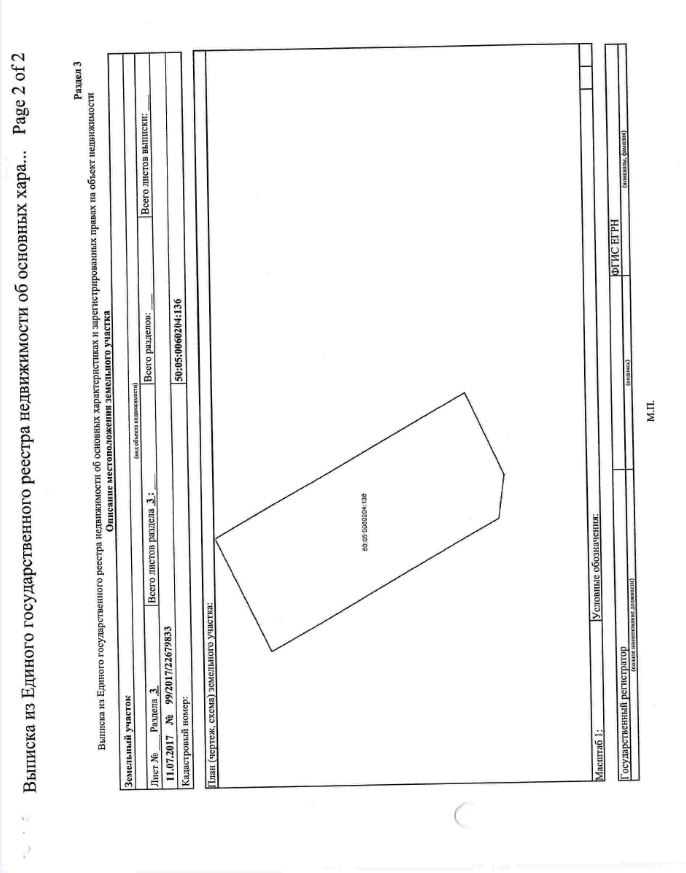 Выписка из Единого государственного реестра недвижимости об основных хара... Page 2 of 2
Раздел 3
Выписка из Единого государственного реестра недвижимости об основных характеристиках и зарегистрированных правах на объект недвижимости
Описание местоположения земельного участка
Земельный участок
(вид объекта недвижимости)
Лист № ___ Раздела 3 Всего листов раздела 3 : ___ Всего разделов: ___ Всего листов выписки: ___
11.07.2017 № 99/2017/22679833
Кадастровый номер: 50:05:0060204:136
План (чертеж, схема) земельного участка:
50:05:0060204:136
Масштаб 1: Условные обозначения:
Государственный регистратор ФГИС ЕГРН
(полное наименование должности) (подпись) (инициалы, фамилия)
М.П.